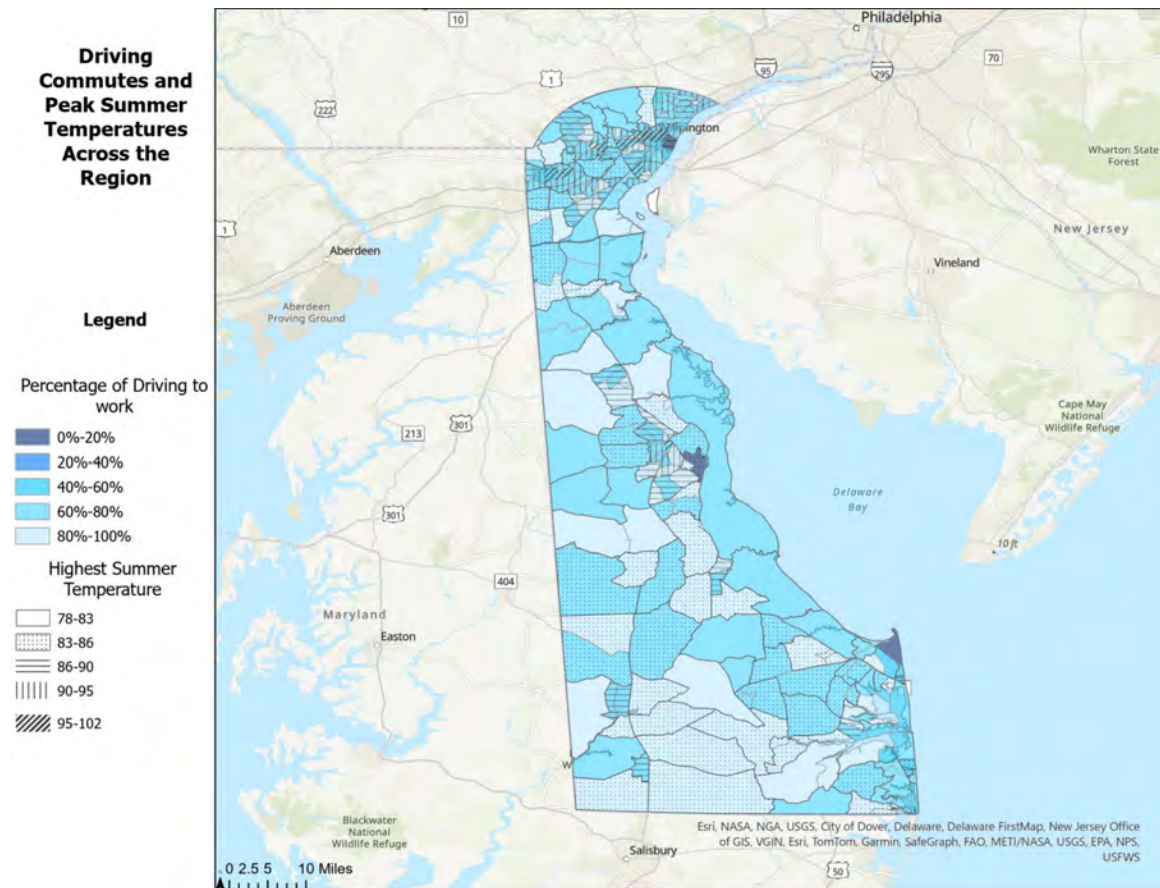 Driving
Commutes and
Peak Summer
Temperatures
Across the
Region
Legend
Percentage of Driving to
work
0%-20%
20%-40%
40%-60%
60%-80%
80%-100%
Highest Summer
Temperature
78-83
83-86
86-90
90-95
95-102
0 2.5 5 10 Miles
10
Philadelphia
1
95
295
70
222
Wharton State
Forest
1
Aberdeen
New Jersey
Vineland
Aberdeen
Proving Ground
301
213
Cape May
National
Wildlife Refuge
Delaware
Bay
301
10 ft
404
Maryland
Easton
Blackwater
National
Wildlife Refuge
Salisbury
50
Esri, NASA, NGA, USGS, City of Dover, Delaware, Delaware FirstMap, New Jersey Office
of GIS, VGIN, Esri, TomTom, Garmin, SafeGraph, FAO, METI/NASA, USGS, EPA, NPS,
USFWS